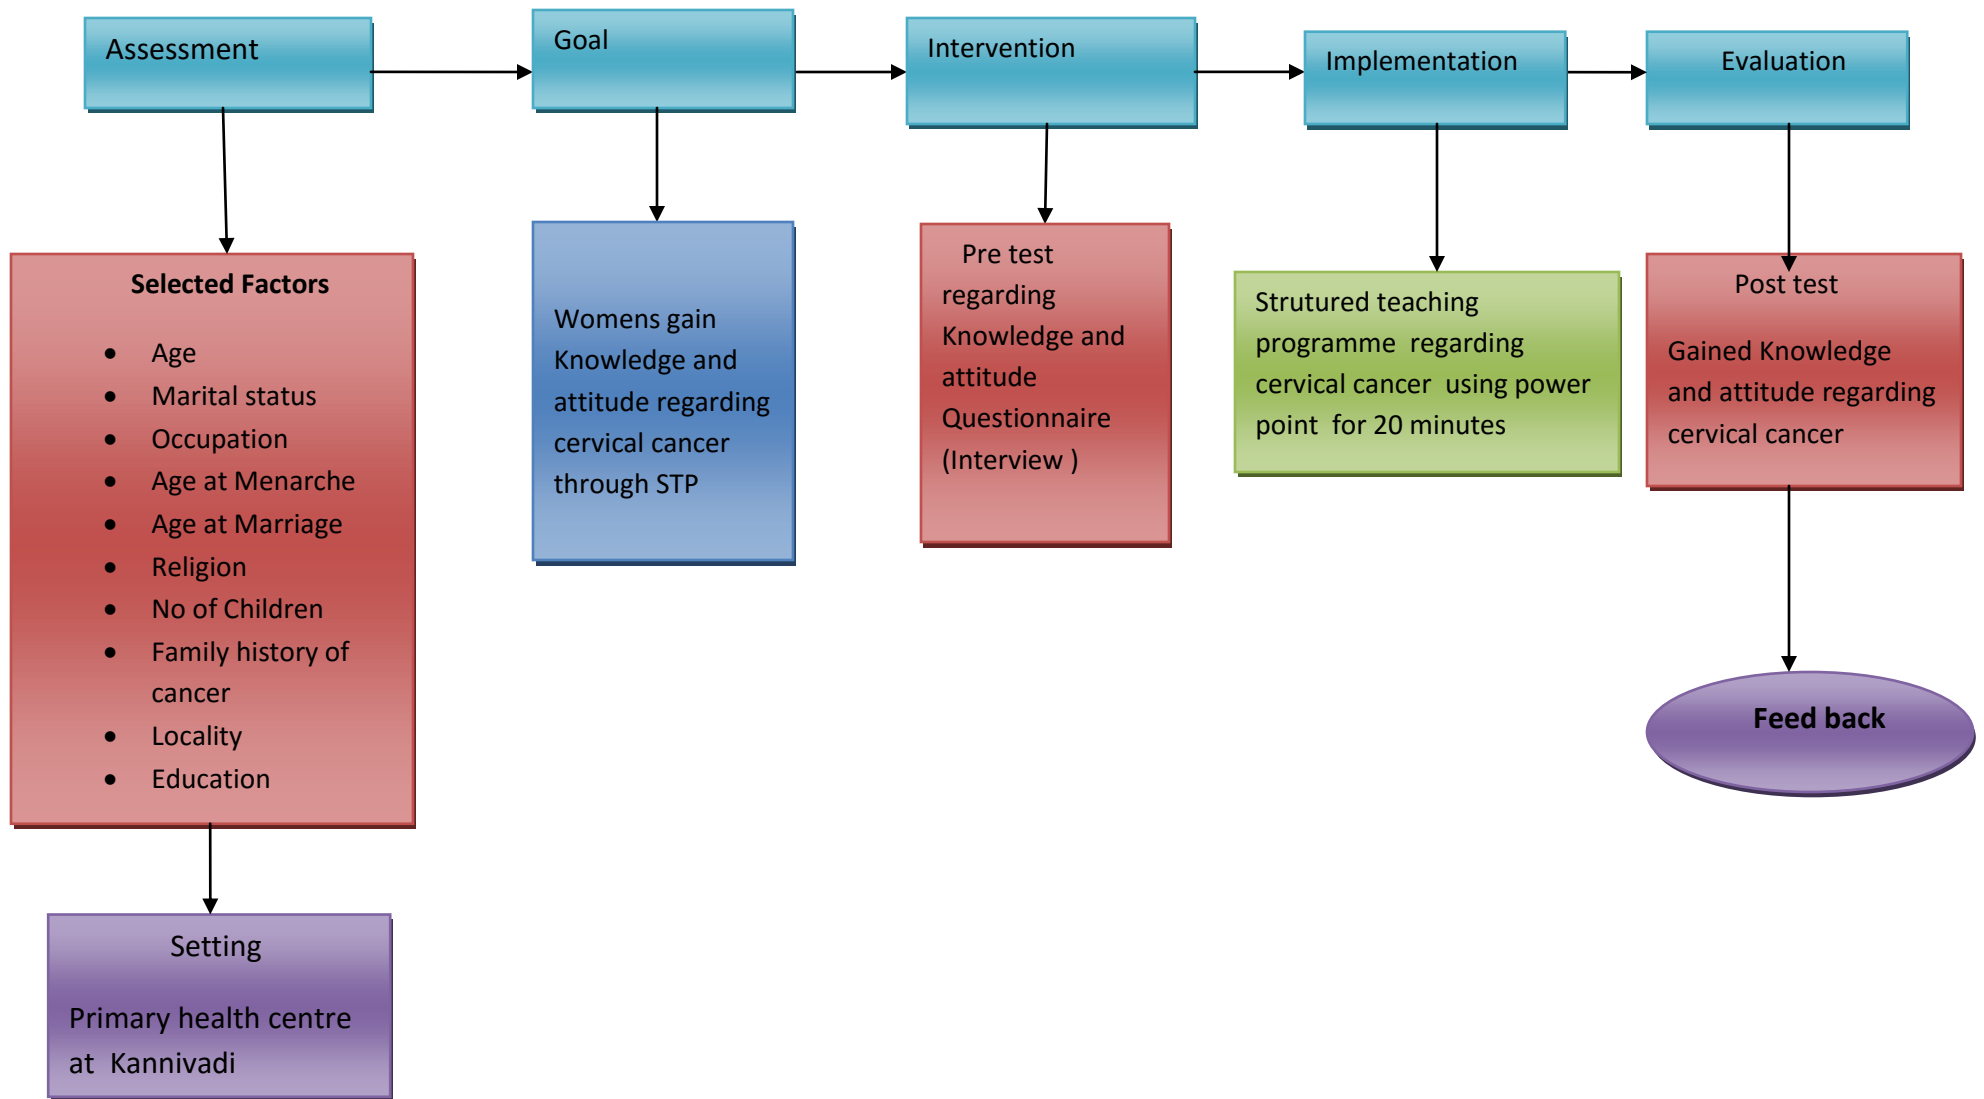 Assessment
Goal
Intervention
Implementation
Evaluation
Selected Factors
• Age
• Marital status
• Occupation
• Age at Menarche
• Age at Marriage
• Religion
• No of Children
• Family history of
cancer
• Locality
• Education
Setting
Primary health centre
at Kannivadi
Womens gain
Knowledge and
attitude regarding
cervical cancer
through STP
Pre test
regarding
Knowledge and
attitude
Questionnaire
(Interview )
Strutured teaching
programme regarding
cervical cancer using power
point for 20 minutes
Post test
Gained Knowledge
and attitude regarding
cervical cancer
Feed back